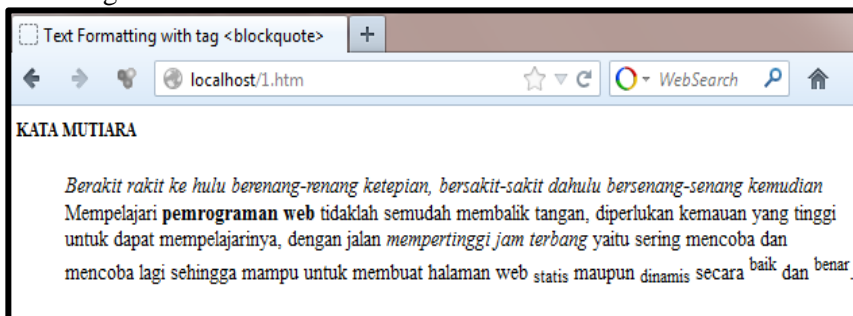 Text Formatting with tag <blockquote> +
localhost/1.htm WebSearch
KATA MUTIARA
Berakit rakit ke hulu berenang-renang ketepian, bersakit-sakit dahulu bersenang-senang kemudian
Mempelajari pemrograman web tidaklah semudah membalik tangan, diperlukan kemauan yang tinggi
untuk dapat mempelajarinya, dengan jalan mempertinggi jam terbang yaitu sering mencoba dan
mencoba lagi sehingga mampu untuk membuat halaman web statis maupun dinamis secara baik dan benar.